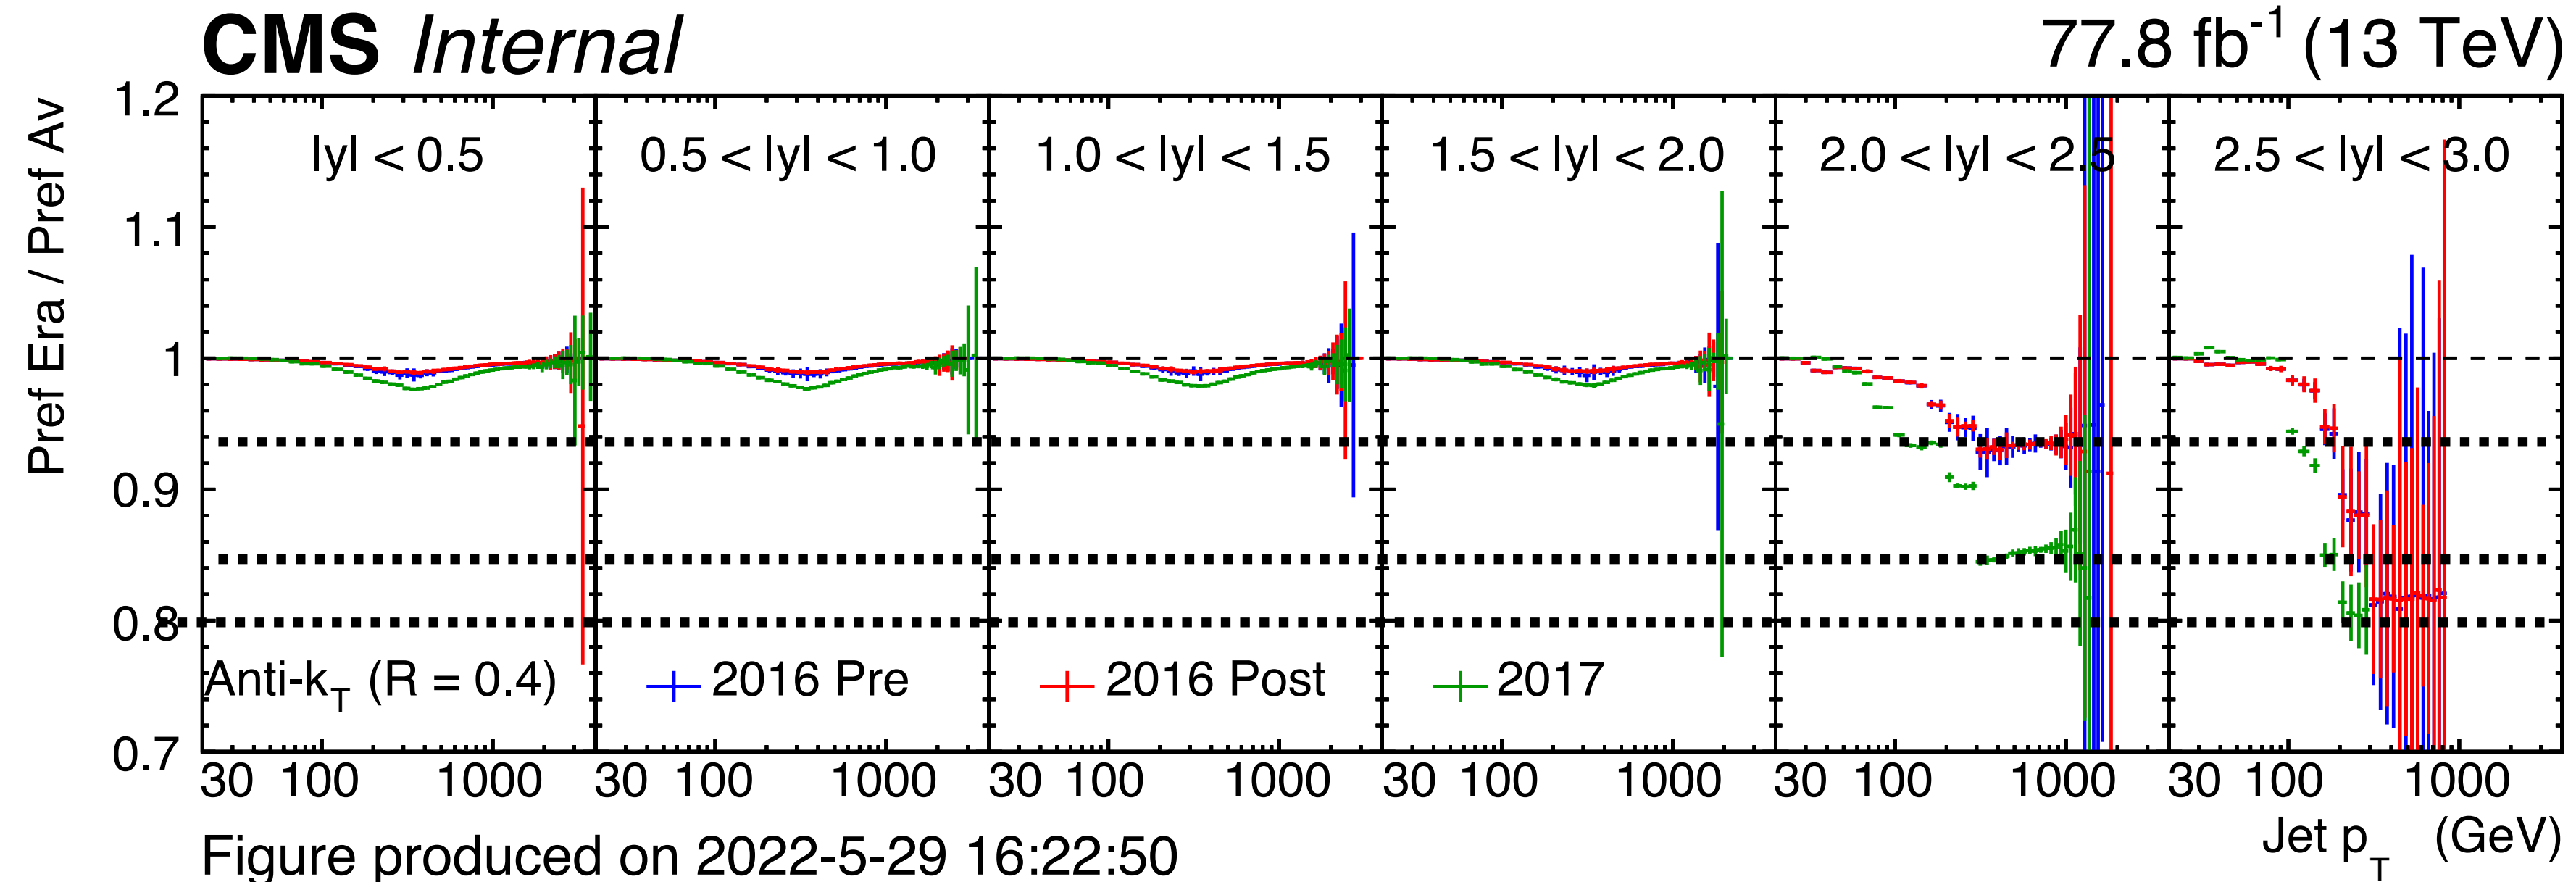 CMS Internal
77.8 fb-1 (13 TeV)
Pref Era / Pref Av
1.2
1.1
1
0.9
0.8
0.7
|y| < 0.5
0.5 < |y| < 1.0
1.0 < |y| < 1.5
1.5 < |y| < 2.0
2.0 < |y| < 2.5
2.5 < |y| < 3.0
Anti-kT (R = 0.4)
2016 Pre
2016 Post
2017
30 100 1000 30 100 1000 30 100 1000 30 100 1000 30 100 1000 30 100 1000
Jet pT (GeV)
Figure produced on 2022-5-29 16:22:50